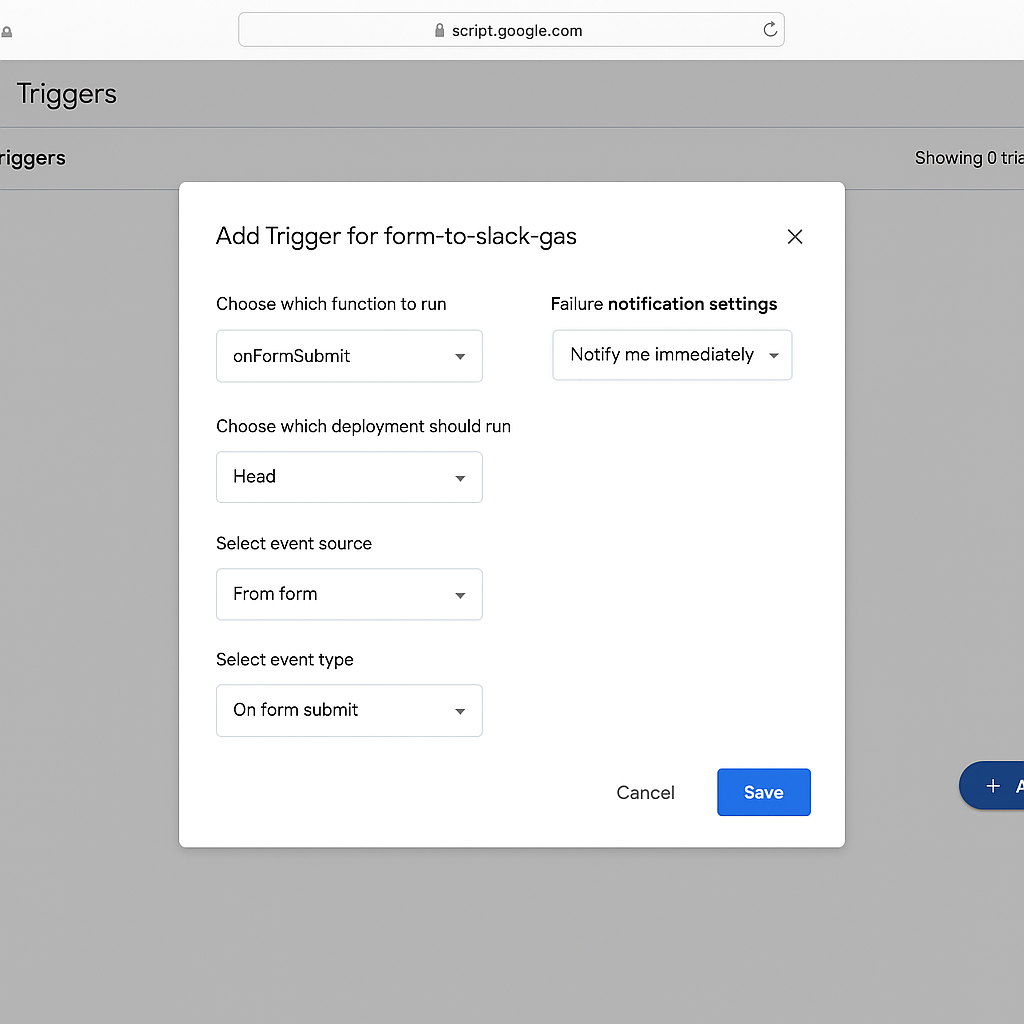 script.google.com
Triggers
riggers
Showing 0 tria
Add Trigger for form-to-slack-gas
Choose which function to run
onFormSubmit
Failure notification settings
Notify me immediately
Choose which deployment should run
Head
Select event source
From form
Select event type
On form submit
Cancel
Save
+ A